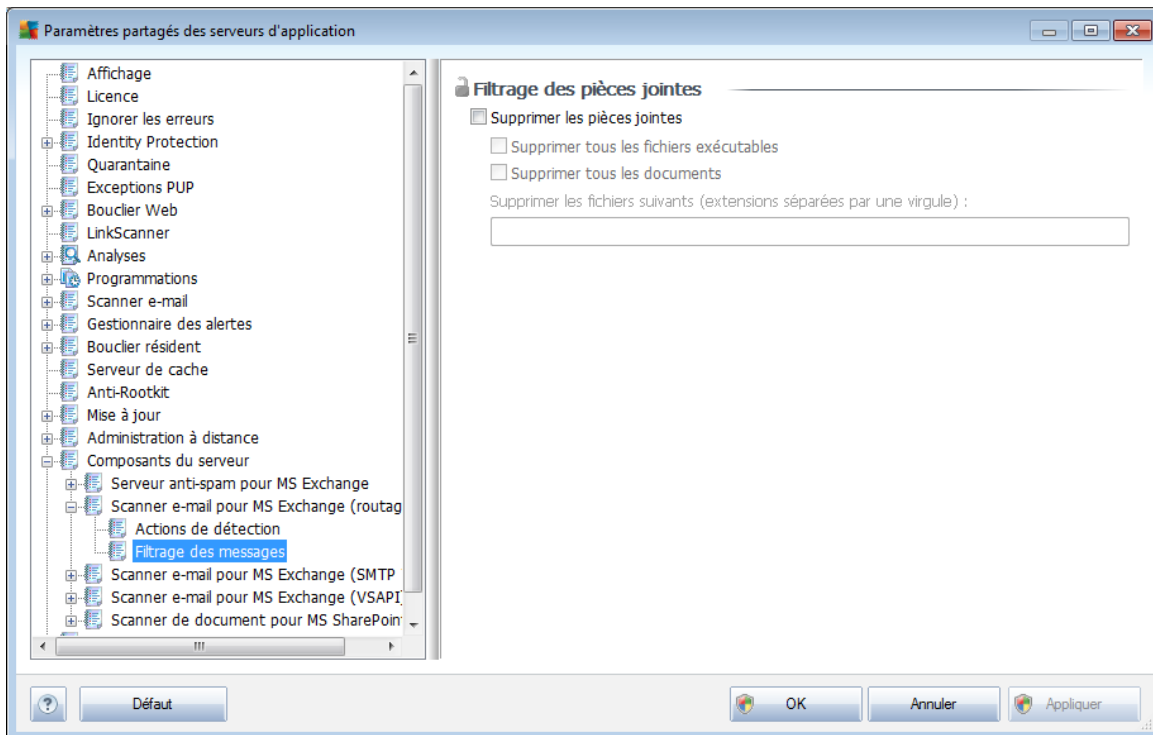 Paramètres partagés des serveurs d'application
Affichage
Licence
Ignorer les erreurs
Identity Protection
Quarantaine
Exceptions PUP
Bouclier Web
LinkScanner
Analyses
Programmations
Scanner e-mail
Gestionnaire des alertes
Bouclier résident
Serveur de cache
Anti-Rootkit
Mise à jour
Administration à distance
Composants du serveur
Serveur anti-spam pour MS Exchange
Scanner e-mail pour MS Exchange (routag
Actions de détection
Filtrage des messages
Scanner e-mail pour MS Exchange (SMTP
Scanner e-mail pour MS Exchange (VSAPI)
Scanner de document pour MS SharePoin
Filtrage des pièces jointes
Supprimer les pièces jointes
Supprimer tous les fichiers exécutables
Supprimer tous les documents
Supprimer les fichiers suivants (extensions séparées par une virgule) :
?
Défaut
OK
Annuler
Appliquer